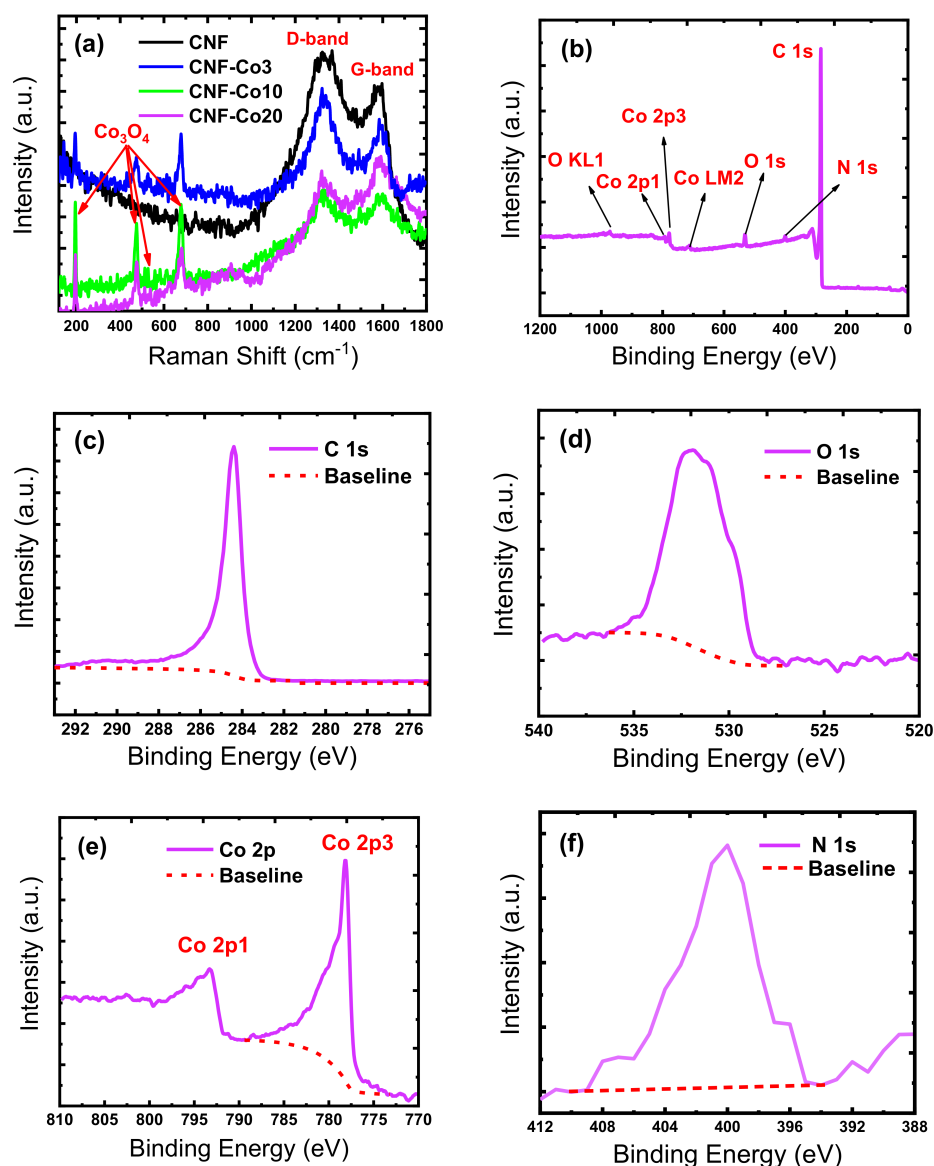 (a)
CNF
CNF-Co3
CNF-Co10
CNF-Co20
D-band
G-band
Co₃O₄
Intensity (a.u.)
200 400 600 800 1000 1200 1400 1600 1800
Raman Shift (cm⁻¹)
(b)
C 1s
Co 2p3
O KL1
Co 2p1
Co LM2
O 1s
N 1s
Intensity (a.u.)
1200 1000 800 600 400 200 0
Binding Energy (eV)
(c)
C 1s
Baseline
Intensity (a.u.)
292 290 288 286 284 282 280 278 276
Binding Energy (eV)
(d)
O 1s
Baseline
Intensity (a.u.)
540 535 530 525 520
Binding Energy (eV)
(e)
Co 2p
Baseline
Co 2p3
Co 2p1
Intensity (a.u.)
810 805 800 795 790 785 780 775 770
Binding Energy (eV)
(f)
N 1s
Baseline
Intensity (a.u.)
412 408 404 400 396 392 388
Binding Energy (eV)